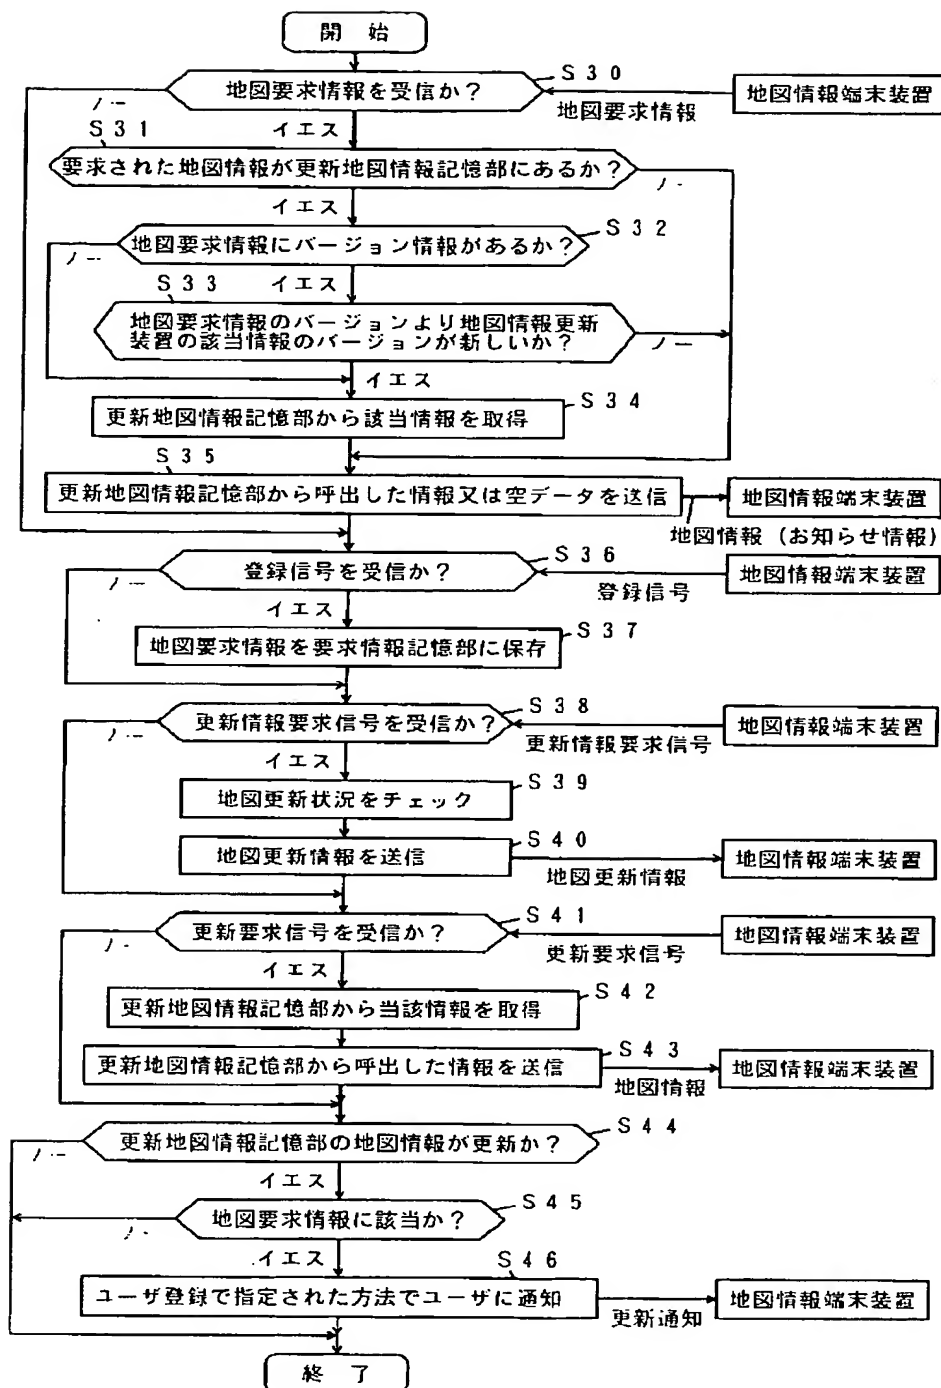 開 始
S30
地図要求情報を受信か?
地図情報端末装置
地図要求情報
ノー
イエス
S31
要求された地図情報が更新地図情報記憶部にあるか?
ノー
イエス
S32
地図要求情報にバージョン情報があるか?
ノー
イエス
S33
地図要求情報のバージョンより地図情報更新
装置の該当情報のバージョンが新しいか?
ノー
イエス
S34
更新地図情報記憶部から該当情報を取得
S35
更新地図情報記憶部から呼出した情報又は空データを送信
地図情報端末装置
地図情報(お知らせ情報)
S36
登録信号を受信か?
地図情報端末装置
登録信号
ノー
イエス
S37
地図要求情報を要求情報記憶部に保存
S38
更新情報要求信号を受信か?
地図情報端末装置
更新情報要求信号
ノー
イエス
S39
地図更新状況をチェック
S40
地図更新情報を送信
地図情報端末装置
地図更新情報
S41
更新要求信号を受信か?
地図情報端末装置
更新要求信号
ノー
イエス
S42
更新地図情報記憶部から当該情報を取得
S43
更新地図情報記憶部から呼出した情報を送信
地図情報端末装置
地図情報
S44
更新地図情報記憶部の地図情報が更新か?
ノー
イエス
S45
地図要求情報に該当か?
ノー
イエス
S46
ユーザ登録で指定された方法でユーザに通知
地図情報端末装置
更新通知
終 了